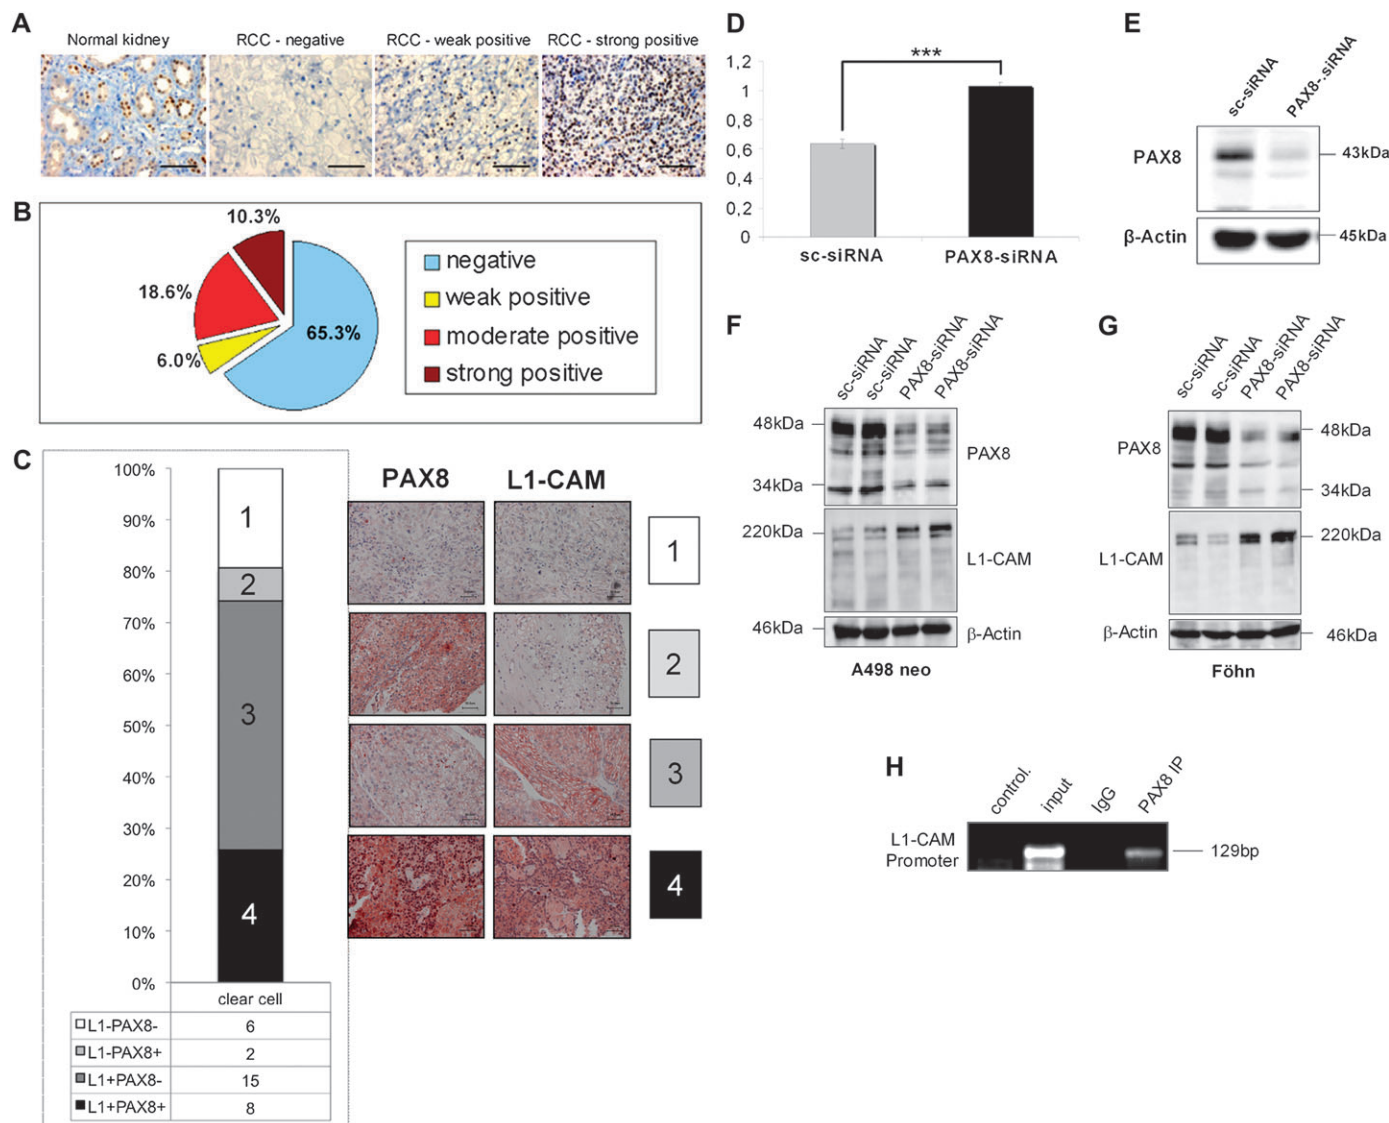 A
Normal kidney
RCC - negative
RCC - weak positive
RCC - strong positive
B
10.3%
18.6%
6.0%
65.3%
negative
weak positive
moderate positive
strong positive
C
100%
90%
80%
70%
60%
50%
40%
30%
20%
10%
0%
1
2
3
4
clear cell
L1-PAX8- 6
L1-PAX8+ 2
L1+PAX8- 15
L1+PAX8+ 8
PAX8 L1-CAM
1
2
3
4
D
***
1,2
1
0,8
0,6
0,4
0,2
0
sc-siRNA PAX8-siRNA
E
sc-siRNA PAX8--siRNA
PAX8 43kDa
β-Actin 45kDa
F
sc-siRNA sc-siRNA PAX8-siRNA PAX8-siRNA
48kDa
PAX8
34kDa
220kDa
L1-CAM
46kDa β-Actin
A498 neo
G
sc-siRNA sc-siRNA PAX8-siRNA PAX8-siRNA
48kDa
PAX8
34kDa
220kDa
L1-CAM
β-Actin 46kDa
Föhn
H
control. input IgG PAX8 IP
L1-CAM
Promoter
129bp